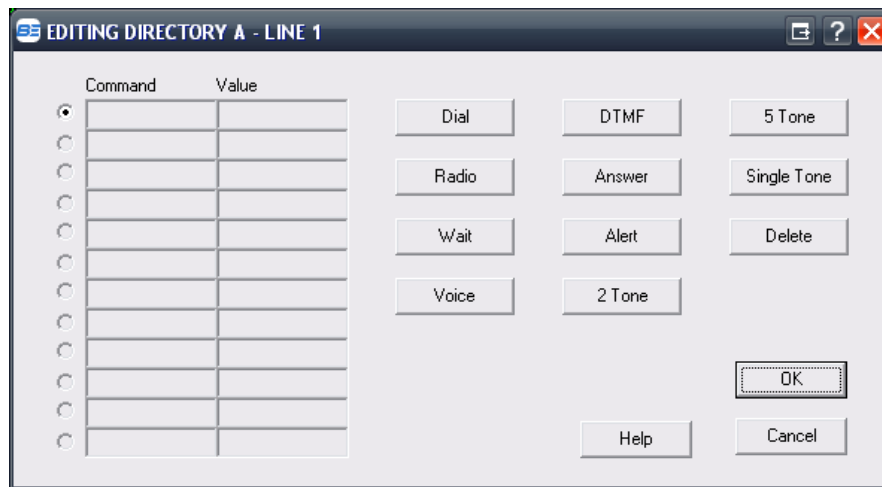 BE EDITING DIRECTORY A - LINE 1
?
Command Value
Dial DTMF 5 Tone
Radio Answer Single Tone
Wait Alert Delete
Voice 2 Tone
OK
Help Cancel